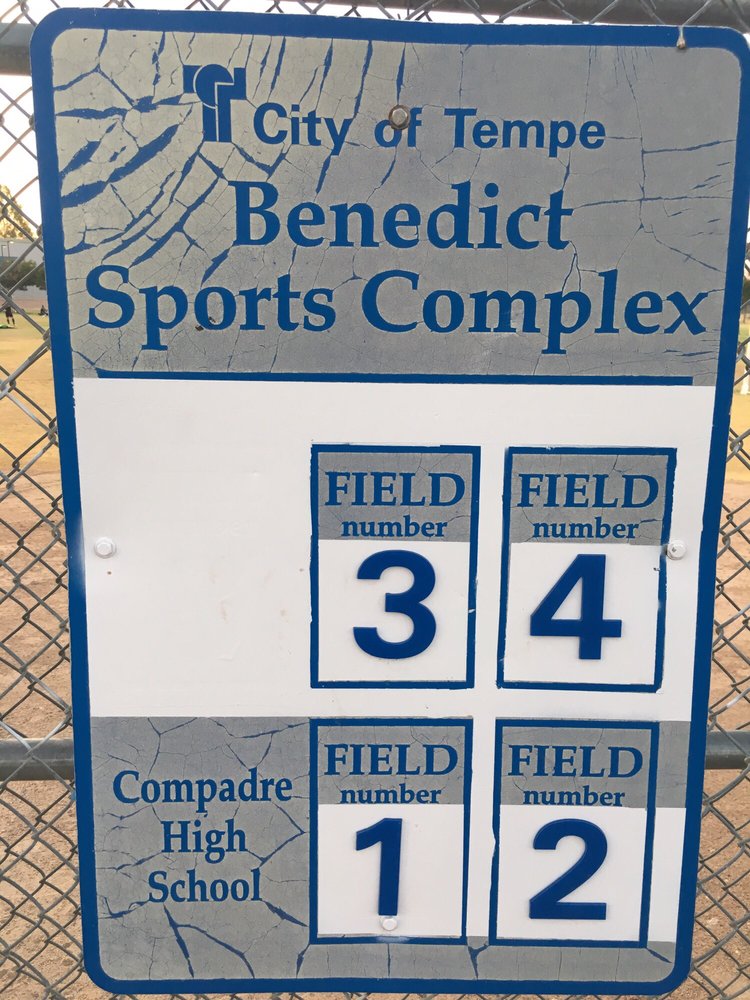 City of Tempe
Benedict
Sports Complex
FIELD
number
3
FIELD
number
4
Compadre
High
School
FIELD
number
1
FIELD
number
2